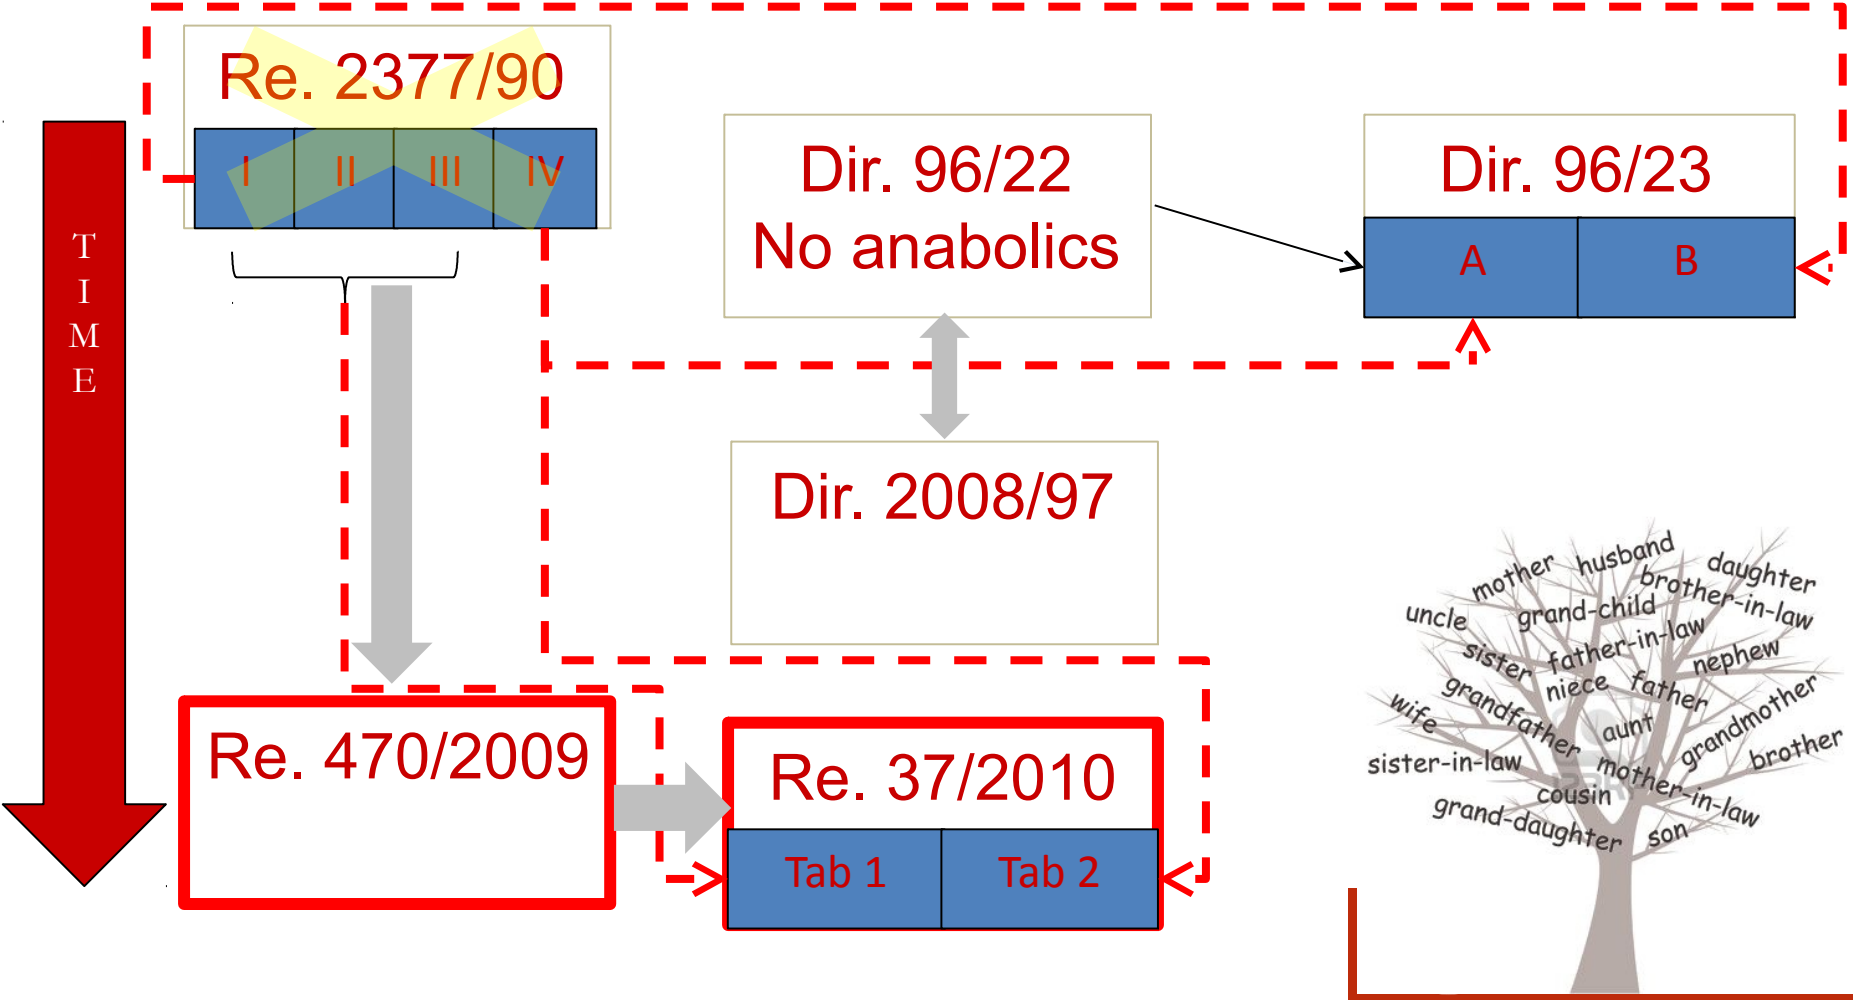 Re. 2377/90
I II III IV
Dir. 96/22
No anabolics
Dir. 96/23
A B
T
I
M
E
Dir. 2008/97
Re. 470/2009
Re. 37/2010
Tab 1 Tab 2
mother
husband
daughter
brother-in-law
uncle
grand-child
sister
father-in-law
nephew
niece
father
grandfather
wife
aunt
grandmother
sister-in-law
brother
mother-in-law
cousin
grand-daughter
son